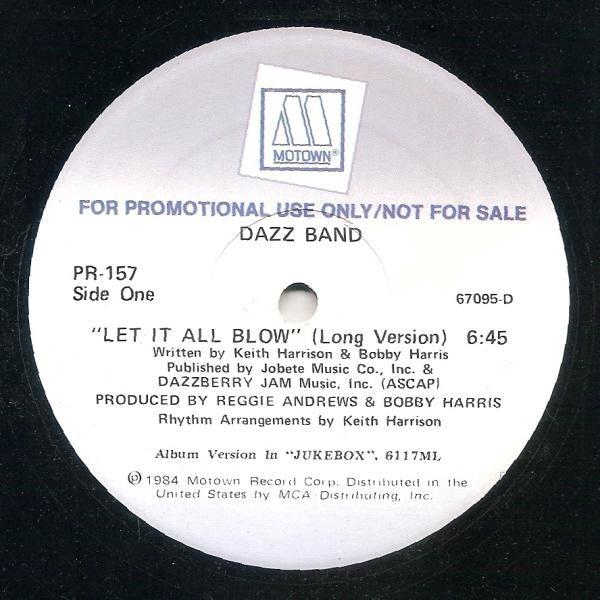 MOTOWN®
FOR PROMOTIONAL USE ONLY/NOT FOR SALE
DAZZ BAND
PR-157
Side One
67095-D
"LET IT ALL BLOW" (Long Version) 6:45
Written by Keith Harrison & Bobby Harris
Published by Jobete Music Co., Inc. &
DAZZBERRY JAM Music, Inc. (ASCAP)
PRODUCED BY REGGIE ANDREWS & BOBBY HARRIS
Rhythm Arrangements by Keith Harrison
Album Version In "JUKEBOX", 6117ML
℗ 1984 Motown Record Corp. Distributed in the
United States by MCA Distributing, Inc.